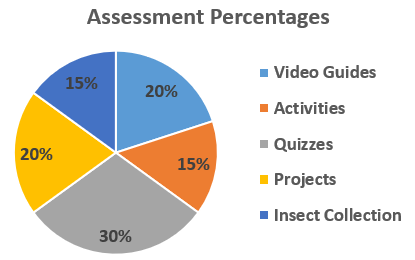 Assessment Percentages
15%
20%
20%
15%
30%
Video Guides
Activities
Quizzes
Projects
Insect Collection